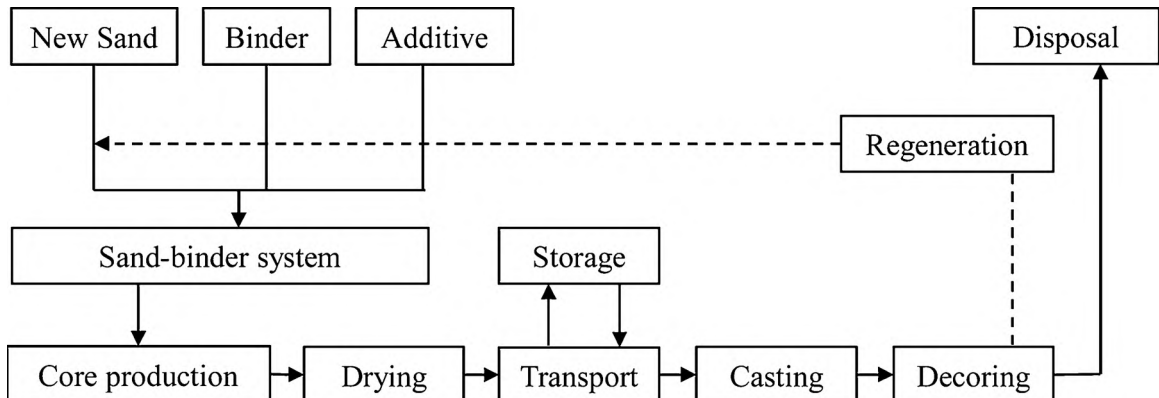 New Sand
Binder
Additive
Disposal
Regeneration
Sand-binder system
Storage
Core production
Drying
Transport
Casting
Decoring